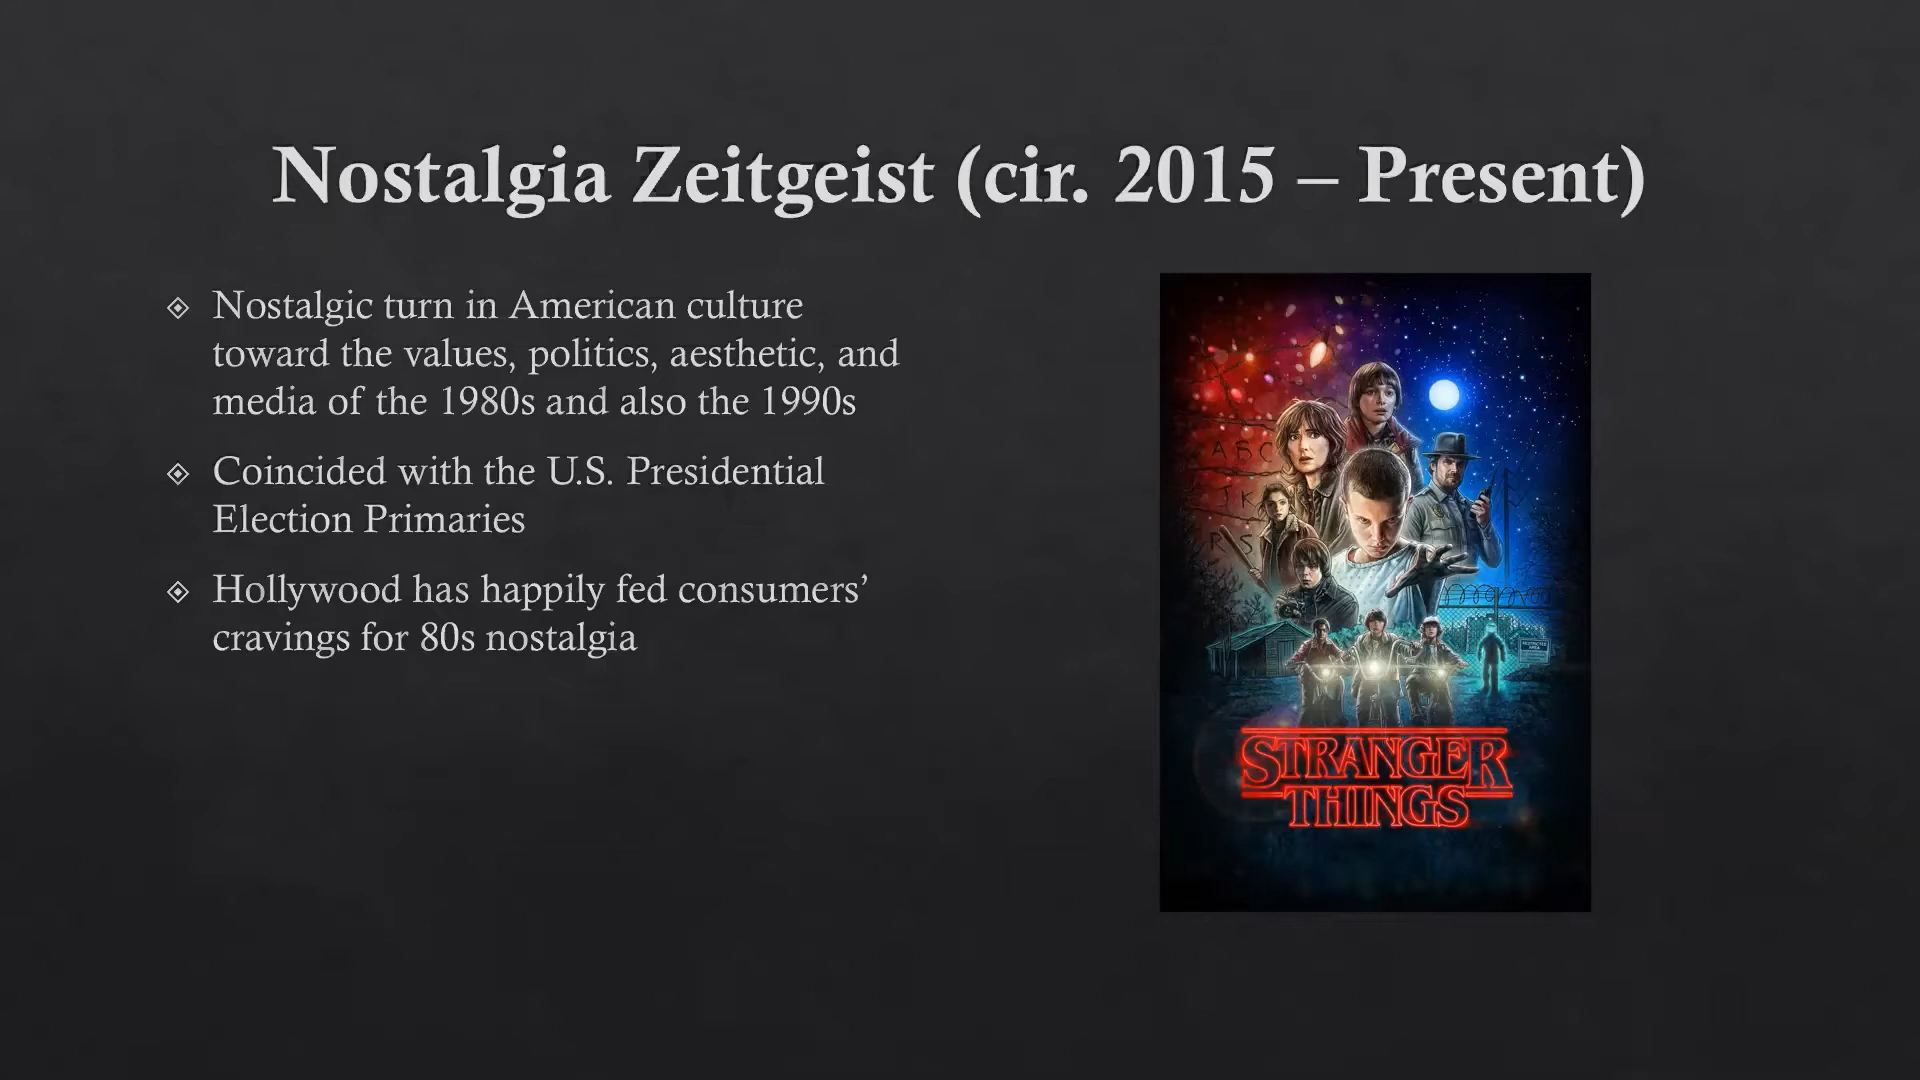 Nostalgia Zeitgeist (cir. 2015 – Present)
Nostalgic turn in American culture
toward the values, politics, aesthetic, and
media of the 1980s and also the 1990s
Coincided with the U.S. Presidential
Election Primaries
Hollywood has happily fed consumers’
cravings for 80s nostalgia
A B C
J K
R S
STRANGER
THINGS